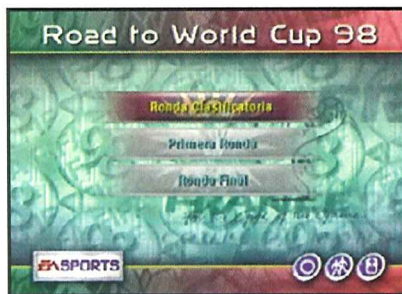 Road to World Cup 98
Ronda Clasificatoria
Primera Ronda
Ronda Final
EA SPORTS